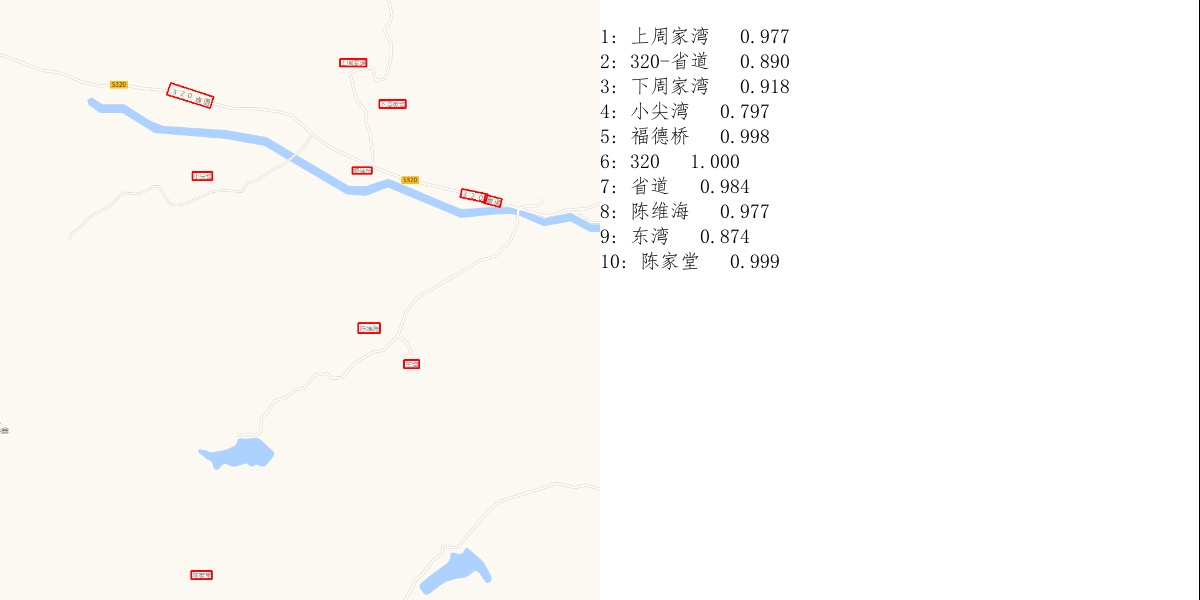 S320
S320
1: 上周家湾 0.977
2: 320-省道 0.890
3: 下周家湾 0.918
4: 小尖湾 0.797
5: 福德桥 0.998
6: 320 1.000
7: 省道 0.984
8: 陈维海 0.977
9: 东湾 0.874
10: 陈家堂 0.999